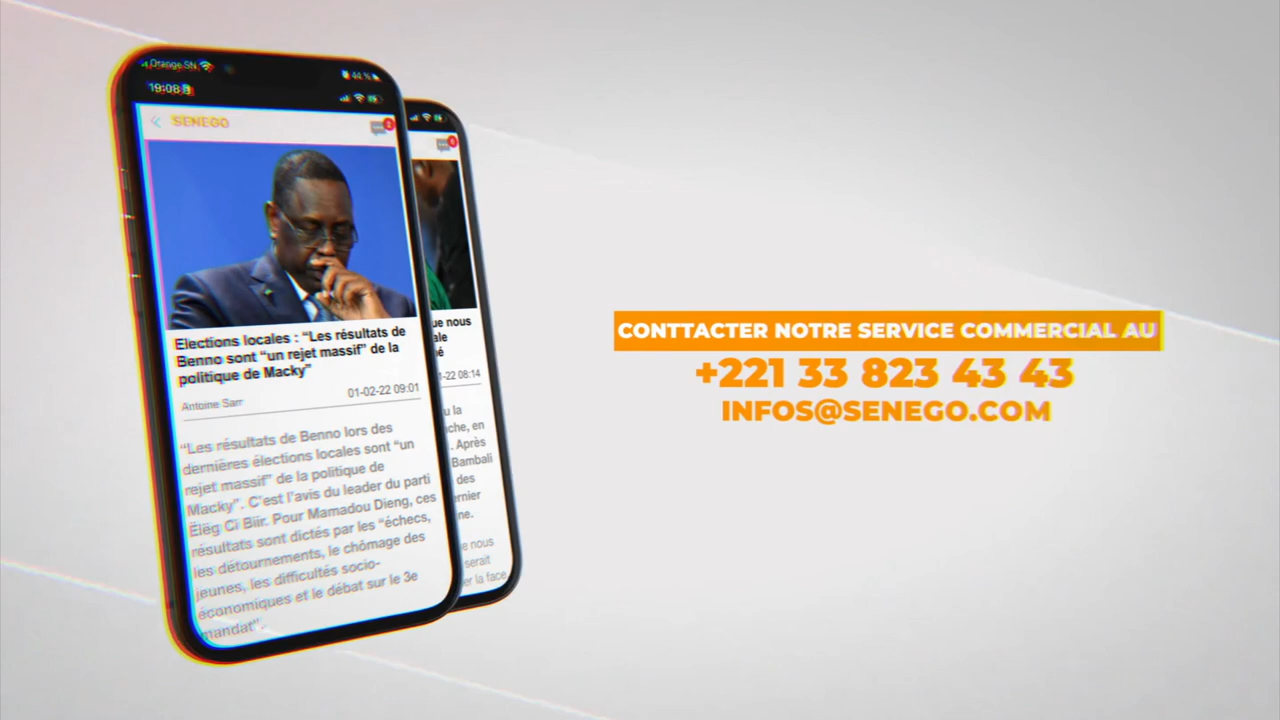 Orange SN
44 %
19:08
SENEGO
2
Elections locales : “Les résultats de
Benno sont “un rejet massif” de la
politique de Macky”
Antoine Sarr
01-02-22 09:01
“Les résultats de Benno lors des
dernières élections locales sont “un
rejet massif” de la politique de
Macky”. C’est l’avis du leader du parti
Ëlëg Ci Biir. Pour Mamadou Dieng, ces
résultats sont dictés par les “échecs,
les détournements, le chômage des
jeunes, les difficultés socio-
économiques et le débat sur le 3e
mandat”.
ue nous
ale
é
-22 08:14
u la
che, en
. Après
Bambali
des
ernier
ne.
e nous
serait
er la face
CONTTACTER NOTRE SERVICE COMMERCIAL AU
+221 33 823 43 43
INFOS@SENEGO.COM